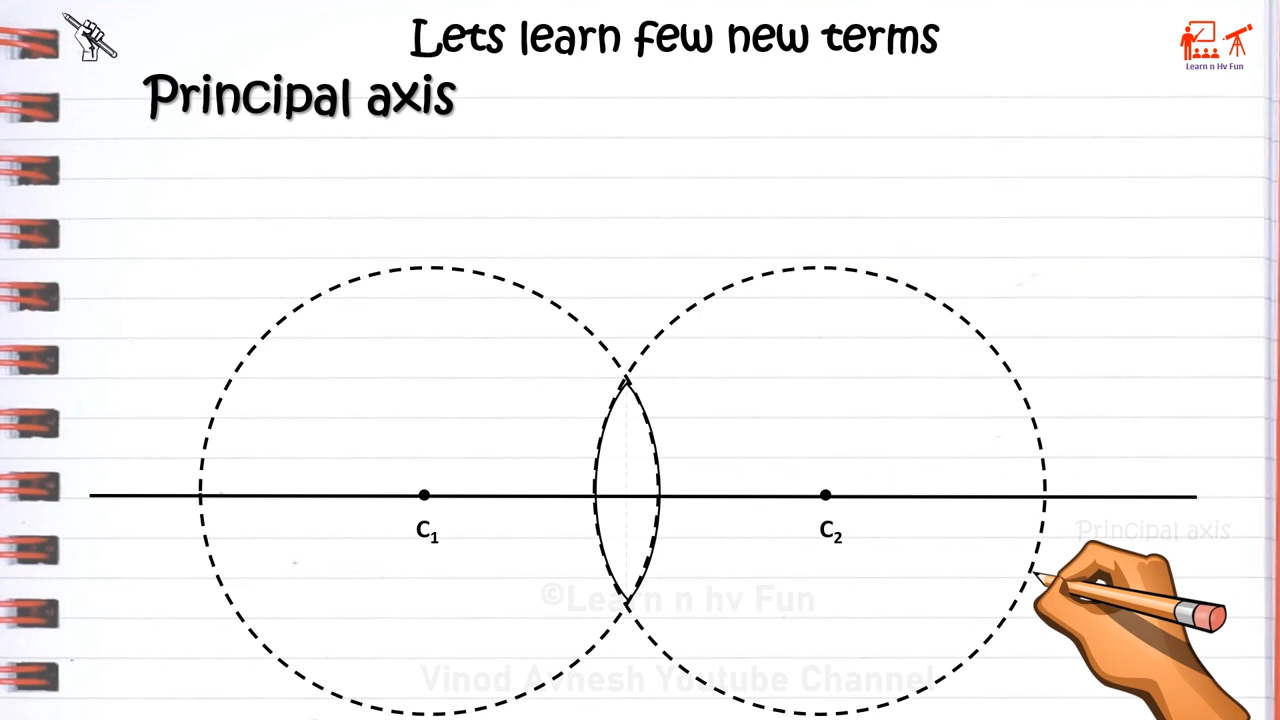 Lets learn few new terms
Learn n Hv Fun
Principal axis
C1
C2
Principal axis
©Learn n hv Fun
Vinod Avnesh Youtube Channel